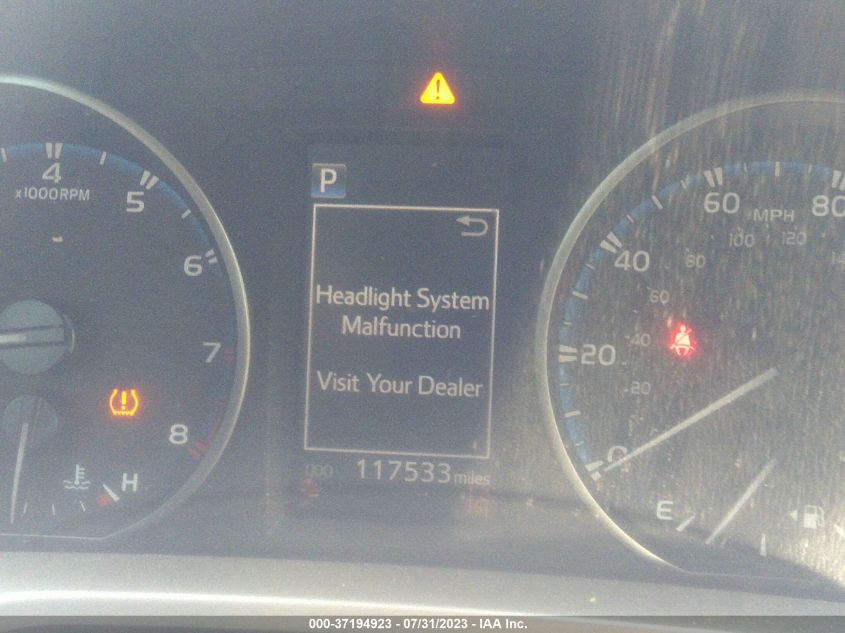 4
x1000RPM
5
6
7
8
H
P
Headlight System
Malfunction
Visit Your Dealer
ODO 117533 miles
60 MPH 80
100 120
40 80
60
40
20
20
0
E
000-37194923 - 07/31/2023 - IAA Inc.